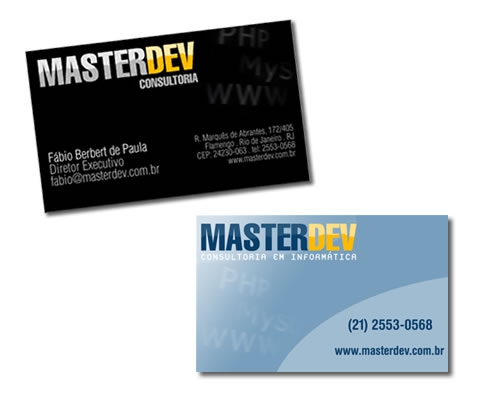 PHP
MySQ
WWW
MASTERDEV
CONSULTORIA
Fábio Berbert de Paula
Diretor Executivo
fabio@masterdev.com.br
R. Marquês de Abrantes, 172/405
Flamengo . Rio de Janeiro . RJ
CEP: 24230-063 . tel: 2553-0568
www.masterdev.com.br
MASTERDEV
CONSULTORIA EM INFORMÁTICA
PHP
MySQ
WWW
(21) 2553-0568
www.masterdev.com.br